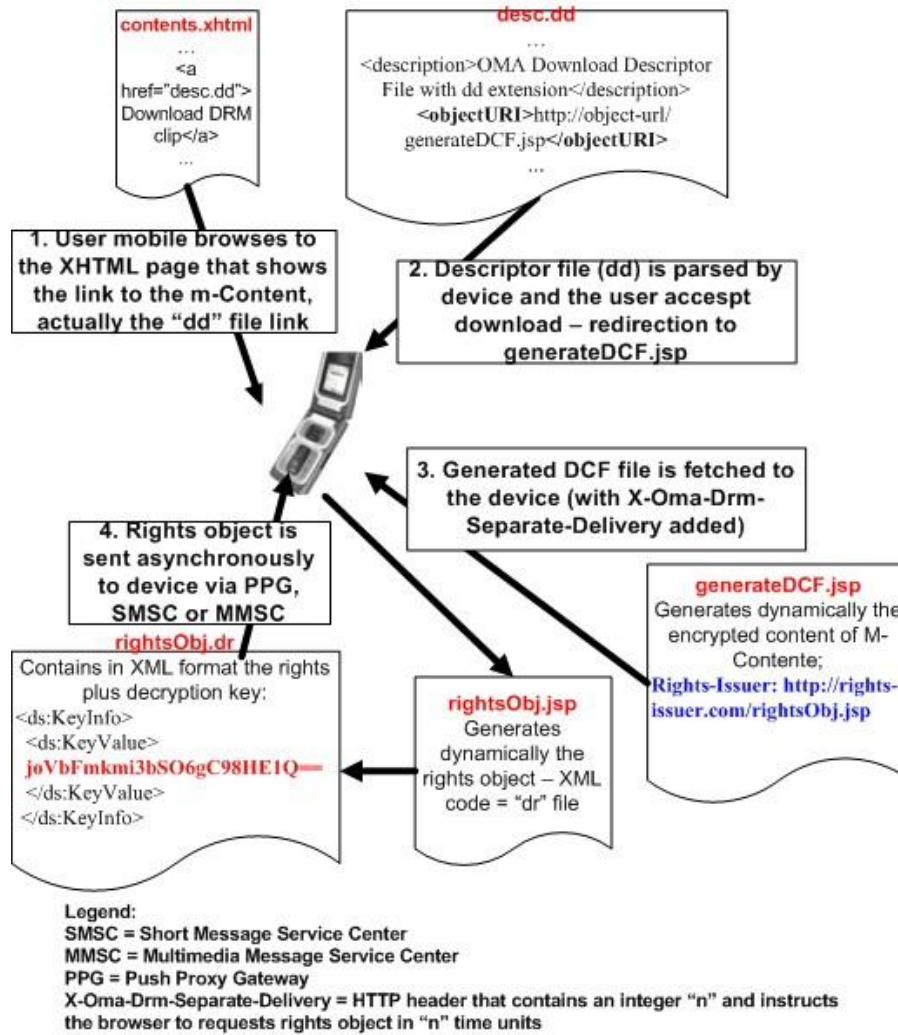 contents.xhtml
...
<a
href="desc.dd">
Download DRM
clip</a>
...
desc.dd
...
<description>OMA Download Descriptor
File with dd extension</description>
<objectURI>http://object-url/
generateDCF.jsp</objectURI>
...
1. User mobile browses to
the XHTML page that shows
the link to the m-Content,
actually the “dd” file link
2. Descriptor file (dd) is parsed by
device and the user accespt
download – redirection to
generateDCF.jsp
3. Generated DCF file is fetched to
the device (with X-Oma-Drm-
Separate-Delivery added)
4. Rights object is
sent asynchronously
to device via PPG,
SMSC or MMSC
generateDCF.jsp
Generates dynamically the
encrypted content of M-
Contente;
Rights-Issuer: http://rights-
issuer.com/rightsObj.jsp
rightsObj.dr
Contains in XML format the rights
plus decryption key:
<ds:KeyInfo>
<ds:KeyValue>
joVbFmkmi3bSO6gC98HE1Q==
</ds:KeyValue>
</ds:KeyInfo>
rightsObj.jsp
Generates
dynamically the
rights object – XML
code = “dr” file
Legend:
SMSC = Short Message Service Center
MMSC = Multimedia Message Service Center
PPG = Push Proxy Gateway
X-Oma-Drm-Separate-Delivery = HTTP header that contains an integer “n” and instructs
the browser to requests rights object in “n” time units